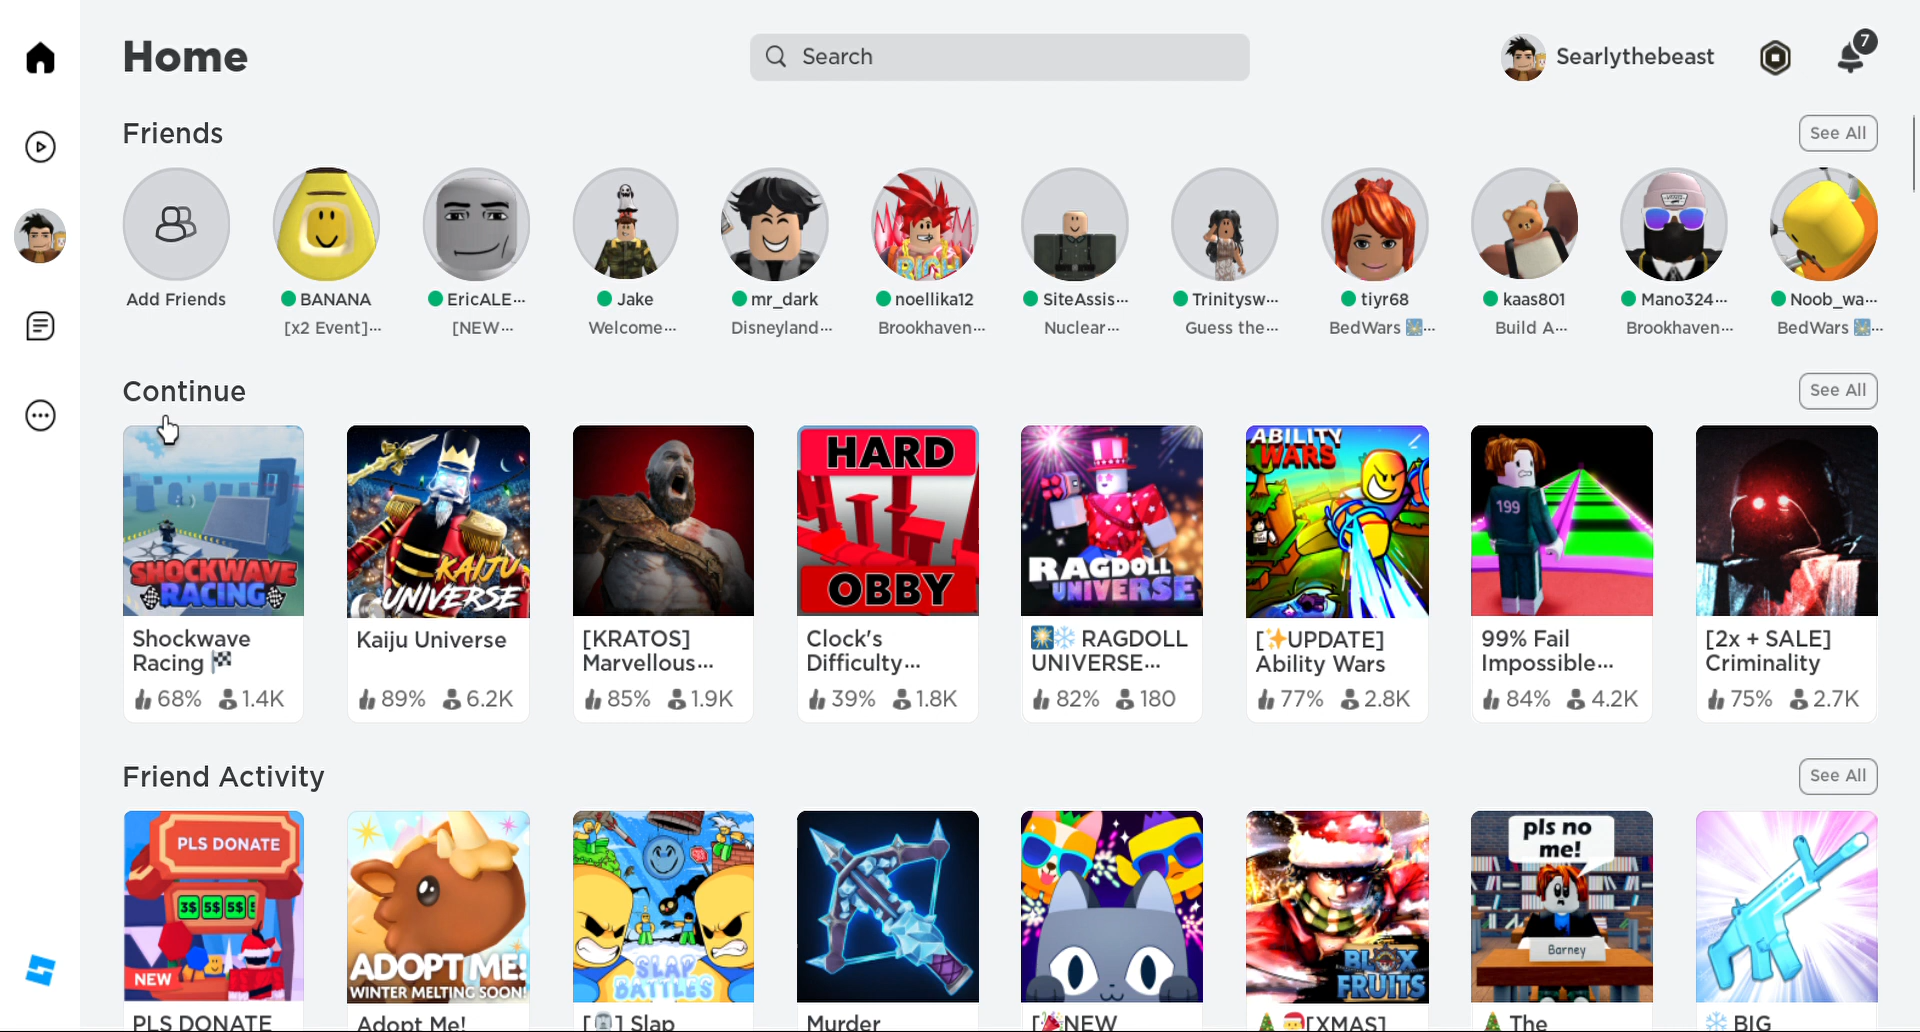 Home
Search
Searlythebeast
7
Friends
See All
Add Friends
BANANA
[x2 Event]...
EricALE...
[NEW...
Jake
Welcome...
mr_dark
Disneyland...
noellika12
Brookhaven...
SiteAssis...
Nuclear...
Trinitysw...
Guess the...
tiyr68
BedWars 🎆...
kaas801
Build A...
Mano324...
Brookhaven...
Noob_wa...
BedWars 🎆...
Continue
See All
SHOCKWAVE
RACING
Shockwave
Racing 🏁
68% 1.4K
KAIJU
UNIVERSE
Kaiju Universe
89% 6.2K
[KRATOS]
Marvellous...
85% 1.9K
HARD
OBBY
Clock's
Difficulty...
39% 1.8K
RAGDOLL
UNIVERSE
🎆❄️ RAGDOLL
UNIVERSE...
82% 180
ABILITY
WARS
[✨UPDATE]
Ability Wars
77% 2.8K
199
99% Fail
Impossible...
84% 4.2K
[2x + SALE]
Criminality
75% 2.7K
Friend Activity
See All
PLS DONATE
3$ 5$ 5$
NEW
PLS DONATE
ADOPT ME!
WINTER MELTING SOON!
Adopt Me!
SLAP
BATTLES
[🗿] Slap
Murder
[🎉NEW
BLOX
FRUITS
🎄🎅[XMAS]
pls no
me!
Barney
🎄 The
❄️ BIG